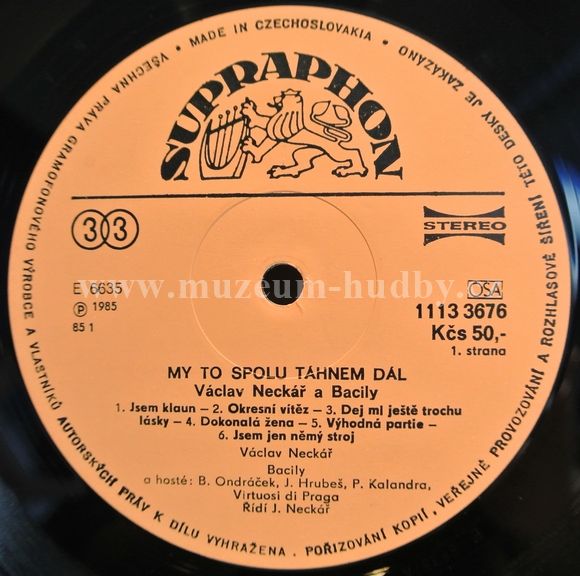 VŠECHNA PRÁVA GRAMOFONOVÉHO VÝROBCE A VLASTNÍKŮ AUTORSKÝCH PRÁV K DÍLU VYHRAŽENA. POŘIZOVÁNÍ KOPIÍ, VEŘEJNÉ PROVOZOVÁNÍ A ROZHLASOVÉ ŠÍŘENÍ TÉTO DESKY JE ZAKÁZÁNO • MADE IN CZECHOSLOVAKIA •
SUPRAPHON
33
STEREO
www.muzeum-hudby.cz
E 6635
OSA
℗ 1985
1113 3676
85 1
Kčs 50,-
1. strana
MY TO SPOLU TÁHNEM DÁL
Václav Neckář a Bacily
1. Jsem klaun – 2. Okresní vítěz – 3. Dej mi ještě trochu
lásky – 4. Dokonalá žena – 5. Výhodná partie –
6. Jsem jen němý stroj
Václav Neckář
Bacily
a hosté: B. Ondráček, J. Hrubeš, P. Kalandra,
Virtuosi di Praga
Řídí J. Neckář